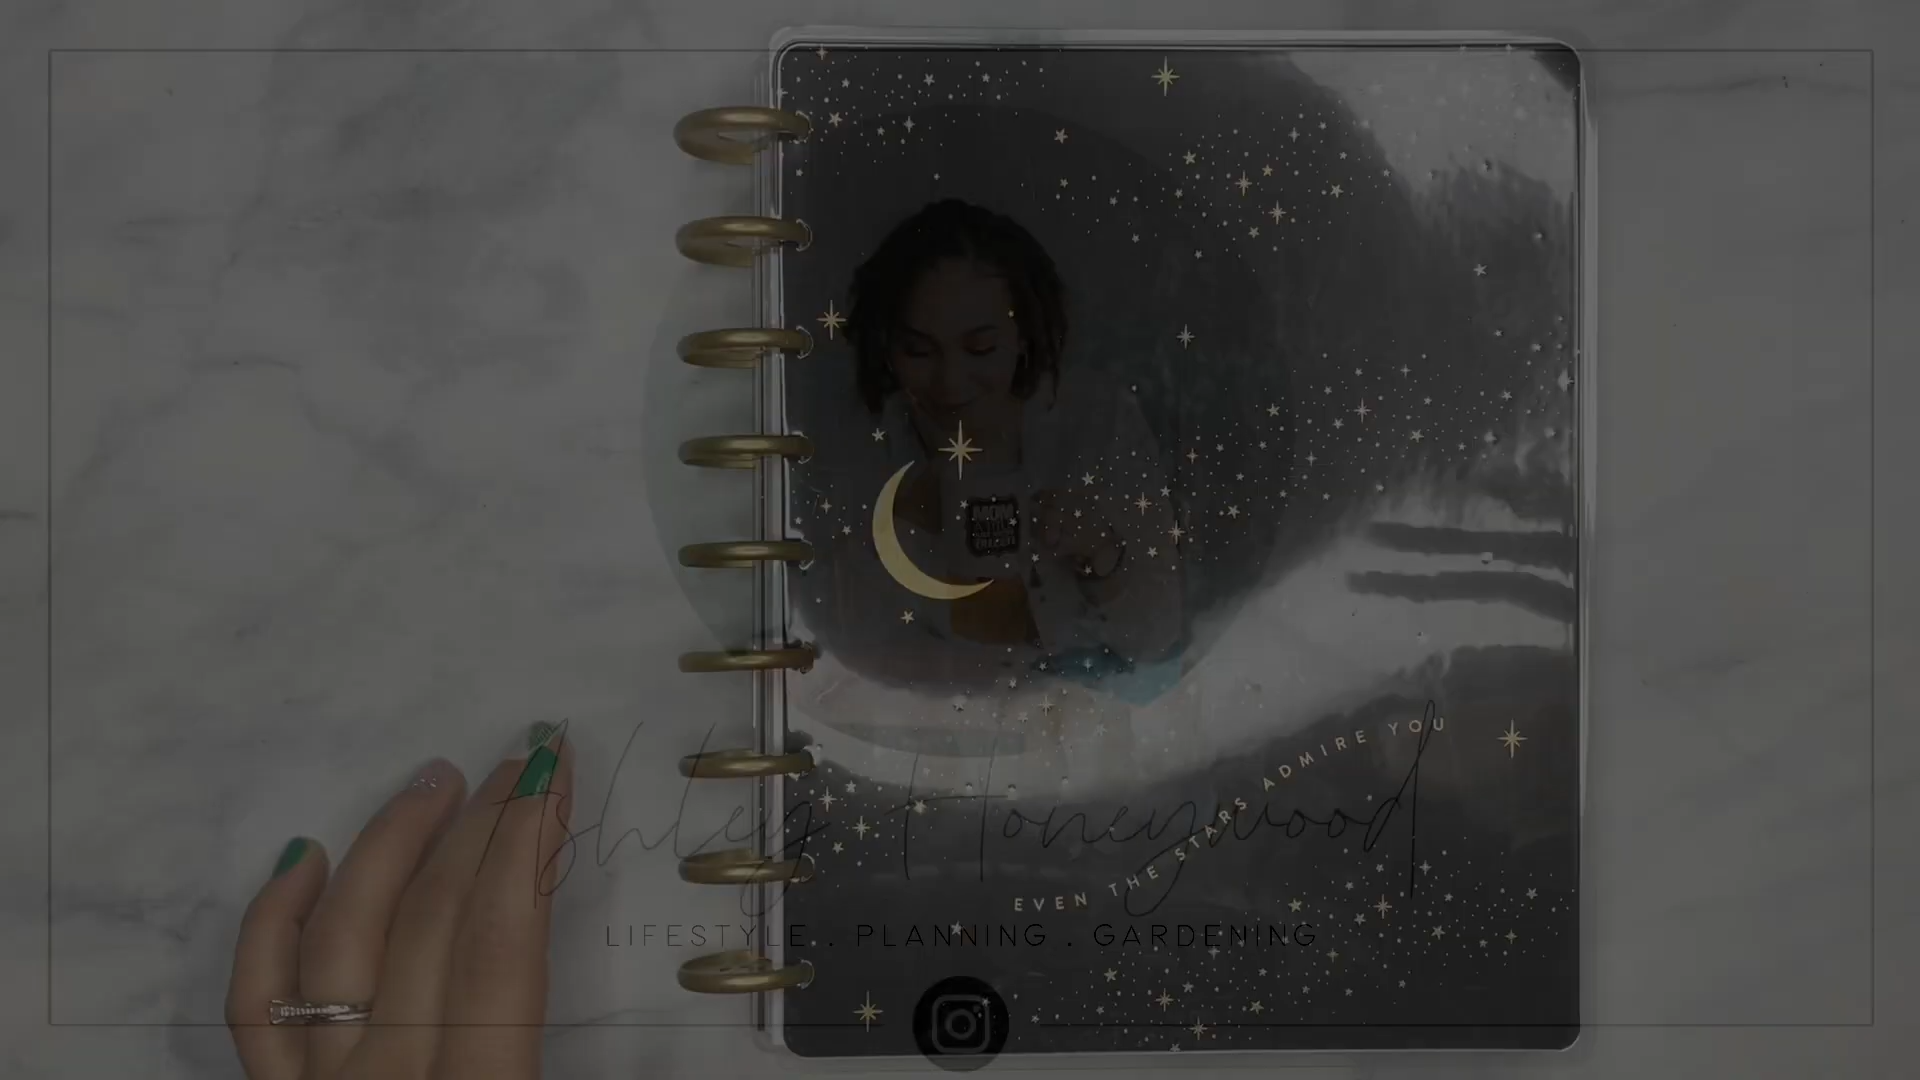 EVEN THE STARS ADMIRE YOU
Ashley Honeywood
LIFESTYLE . PLANNING . GARDENING